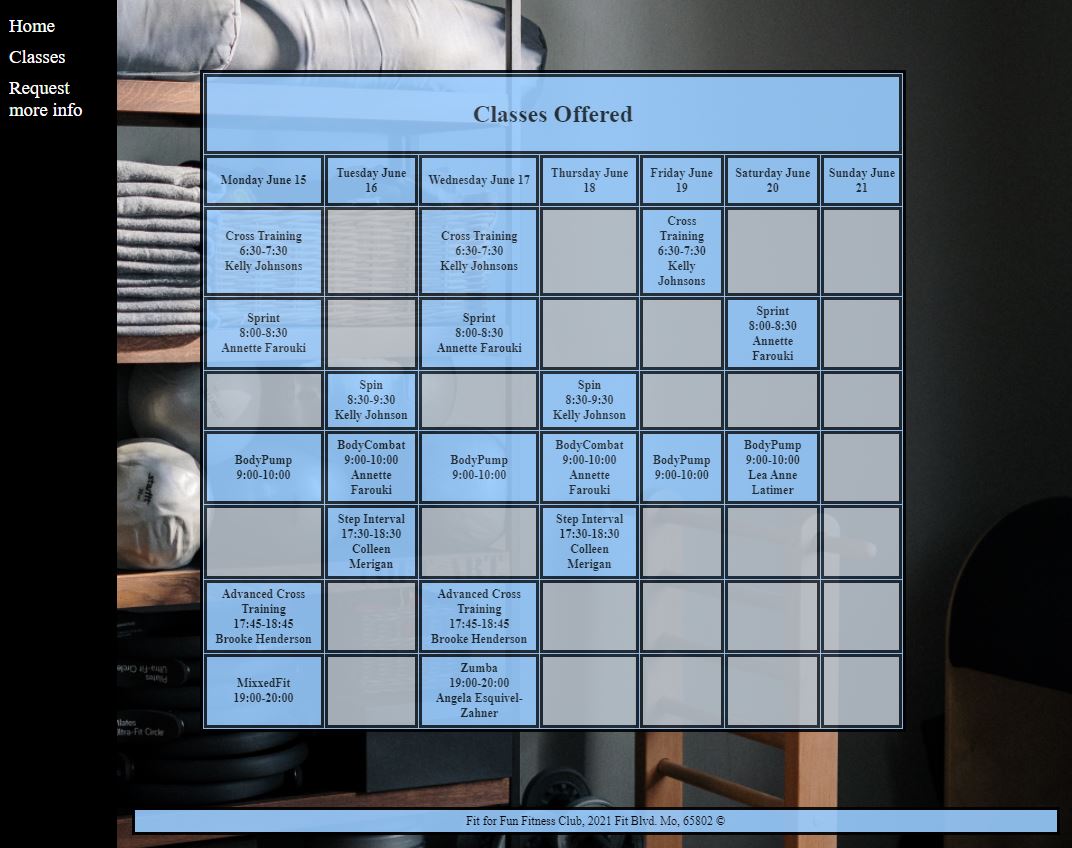 Home
Classes
Request
more info
Classes Offered
Monday June 15
Tuesday June
16
Wednesday June 17
Thursday June
18
Friday June
19
Saturday June
20
Sunday June
21
Cross Training
6:30-7:30
Kelly Johnsons
Cross Training
6:30-7:30
Kelly Johnsons
Cross
Training
6:30-7:30
Kelly
Johnsons
Sprint
8:00-8:30
Annette Farouki
Sprint
8:00-8:30
Annette Farouki
Sprint
8:00-8:30
Annette
Farouki
Spin
8:30-9:30
Kelly Johnson
Spin
8:30-9:30
Kelly Johnson
BodyPump
9:00-10:00
BodyCombat
9:00-10:00
Annette
Farouki
BodyPump
9:00-10:00
BodyCombat
9:00-10:00
Annette
Farouki
BodyPump
9:00-10:00
BodyPump
9:00-10:00
Lea Anne
Latimer
Step Interval
17:30-18:30
Colleen
Merigan
Step Interval
17:30-18:30
Colleen
Merigan
Advanced Cross
Training
17:45-18:45
Brooke Henderson
Advanced Cross
Training
17:45-18:45
Brooke Henderson
MixxedFit
19:00-20:00
Zumba
19:00-20:00
Angela Esquivel-
Zahner
Ultra-Fit Circle
Pilates
Pilates
Ultra-Fit Circle
Fit for Fun Fitness Club, 2021 Fit Blvd. Mo, 65802 ©